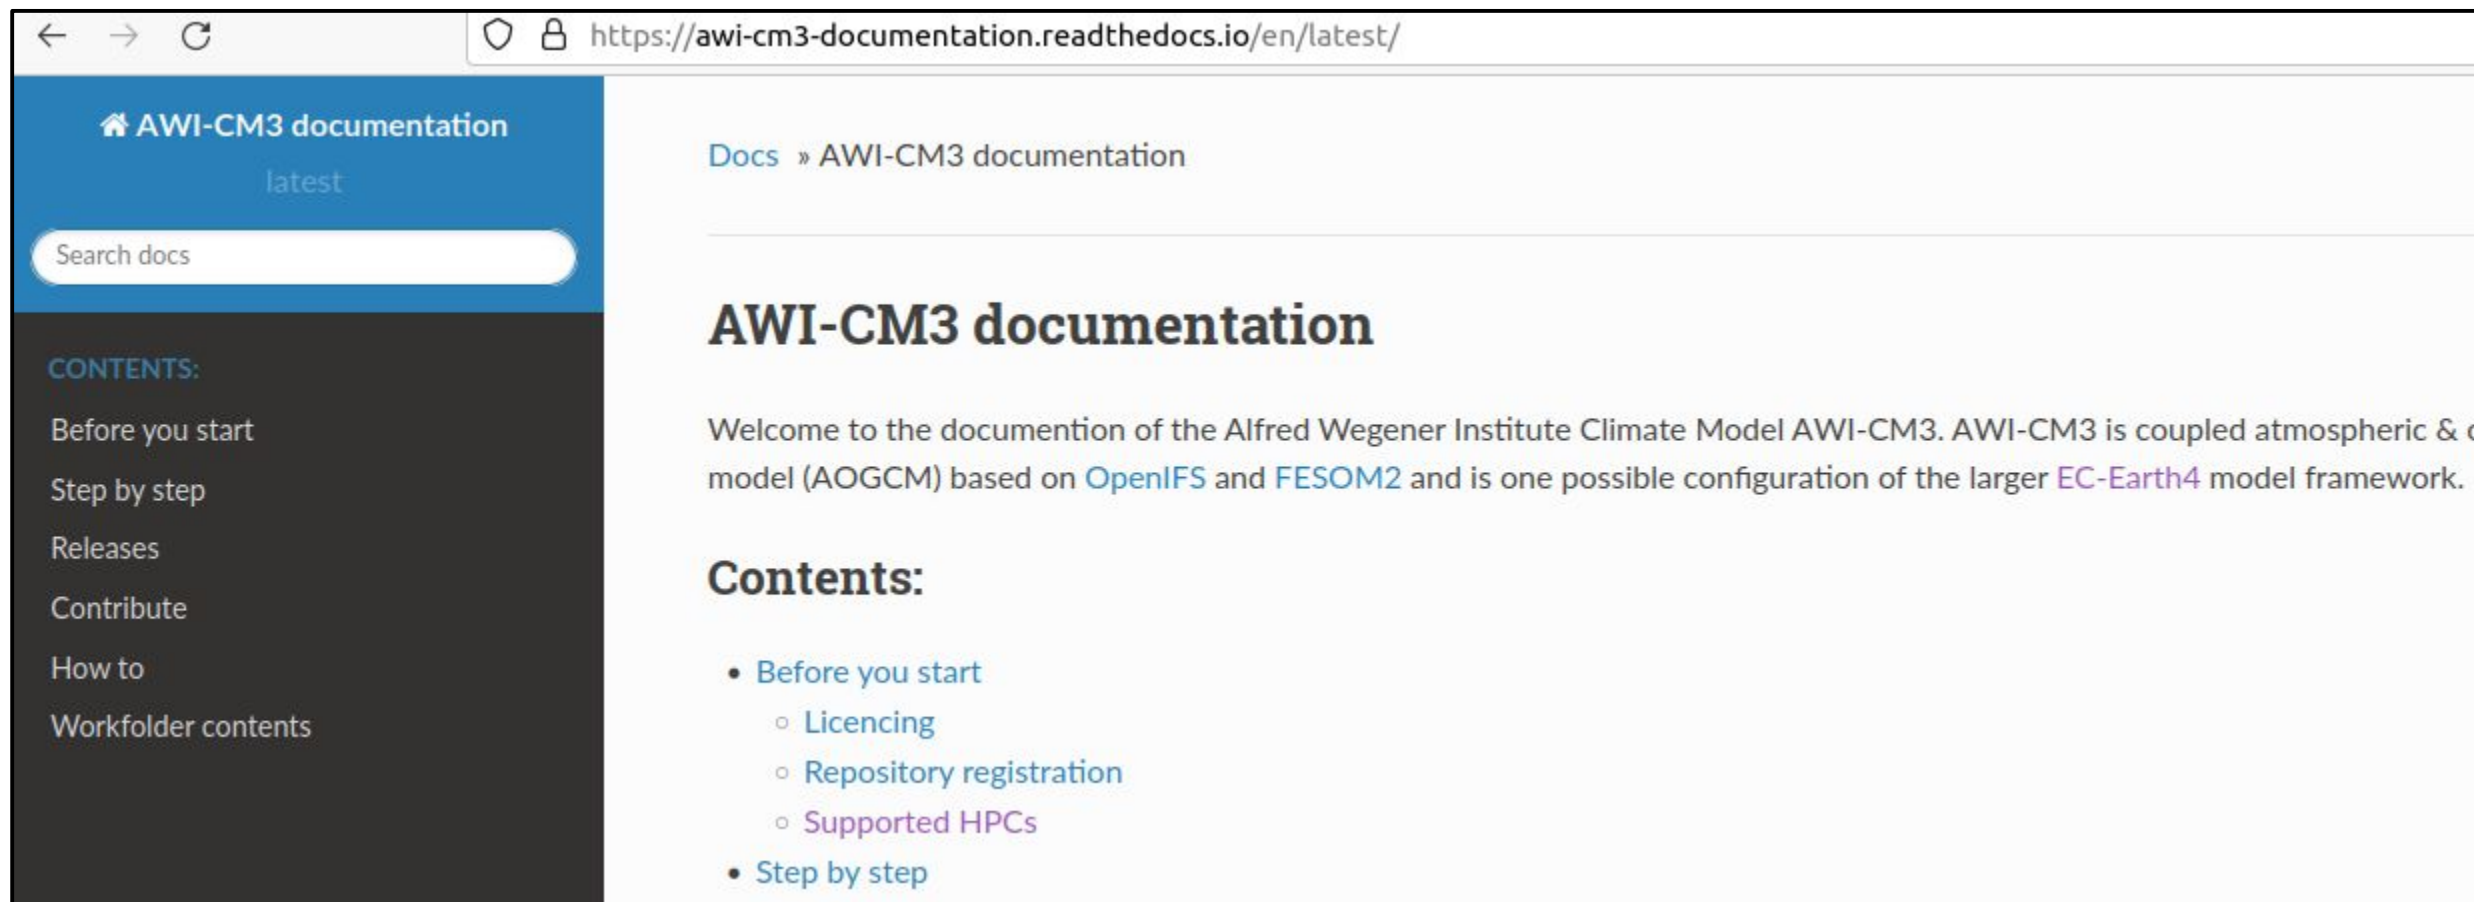 https://awi-cm3-documentation.readthedocs.io/en/latest/
AWI-CM3 documentation
latest
Search docs
CONTENTS:
Before you start
Step by step
Releases
Contribute
How to
Workfolder contents
Docs » AWI-CM3 documentation
AWI-CM3 documentation
Welcome to the documention of the Alfred Wegener Institute Climate Model AWI-CM3. AWI-CM3 is coupled atmospheric &
model (AOGCM) based on OpenIFS and FESOM2 and is one possible configuration of the larger EC-Earth4 model framework.
Contents:
• Before you start
◦ Licencing
◦ Repository registration
◦ Supported HPCs
• Step by step